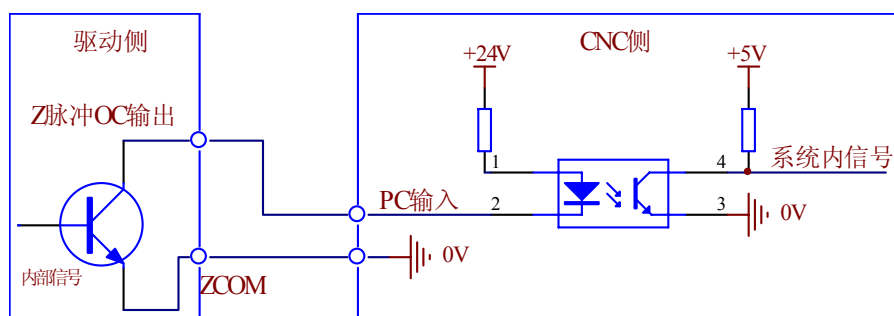 驱动侧
CNC侧
+24V
+5V
Z脉冲OC输出
1
4
系统内信号
PC输入
2
3
0V
内部信号
ZCOM
0V